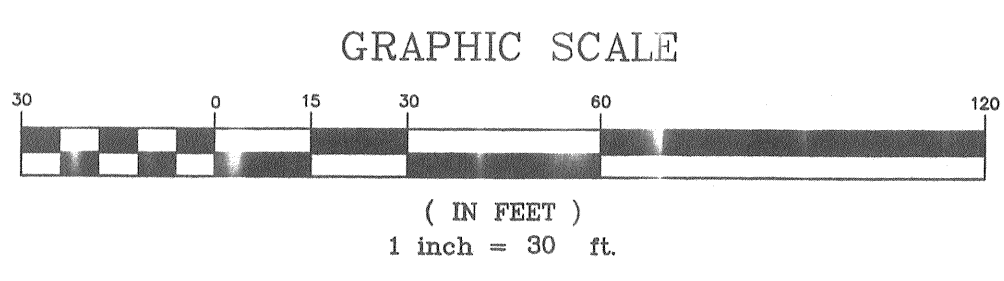 GRAPHIC SCALE
30 0 15 30 60 120
( IN FEET )
1 inch = 30 ft.